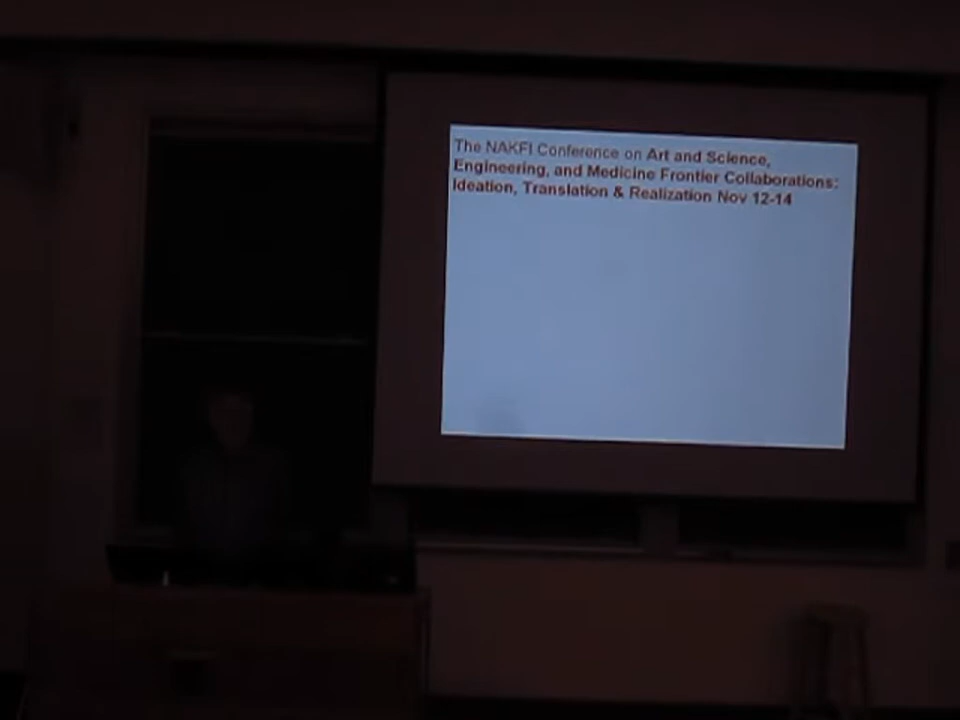 The NAKFI Conference on Art and Science,
Engineering, and Medicine Frontier Collaborations:
Ideation, Translation & Realization Nov 12-14